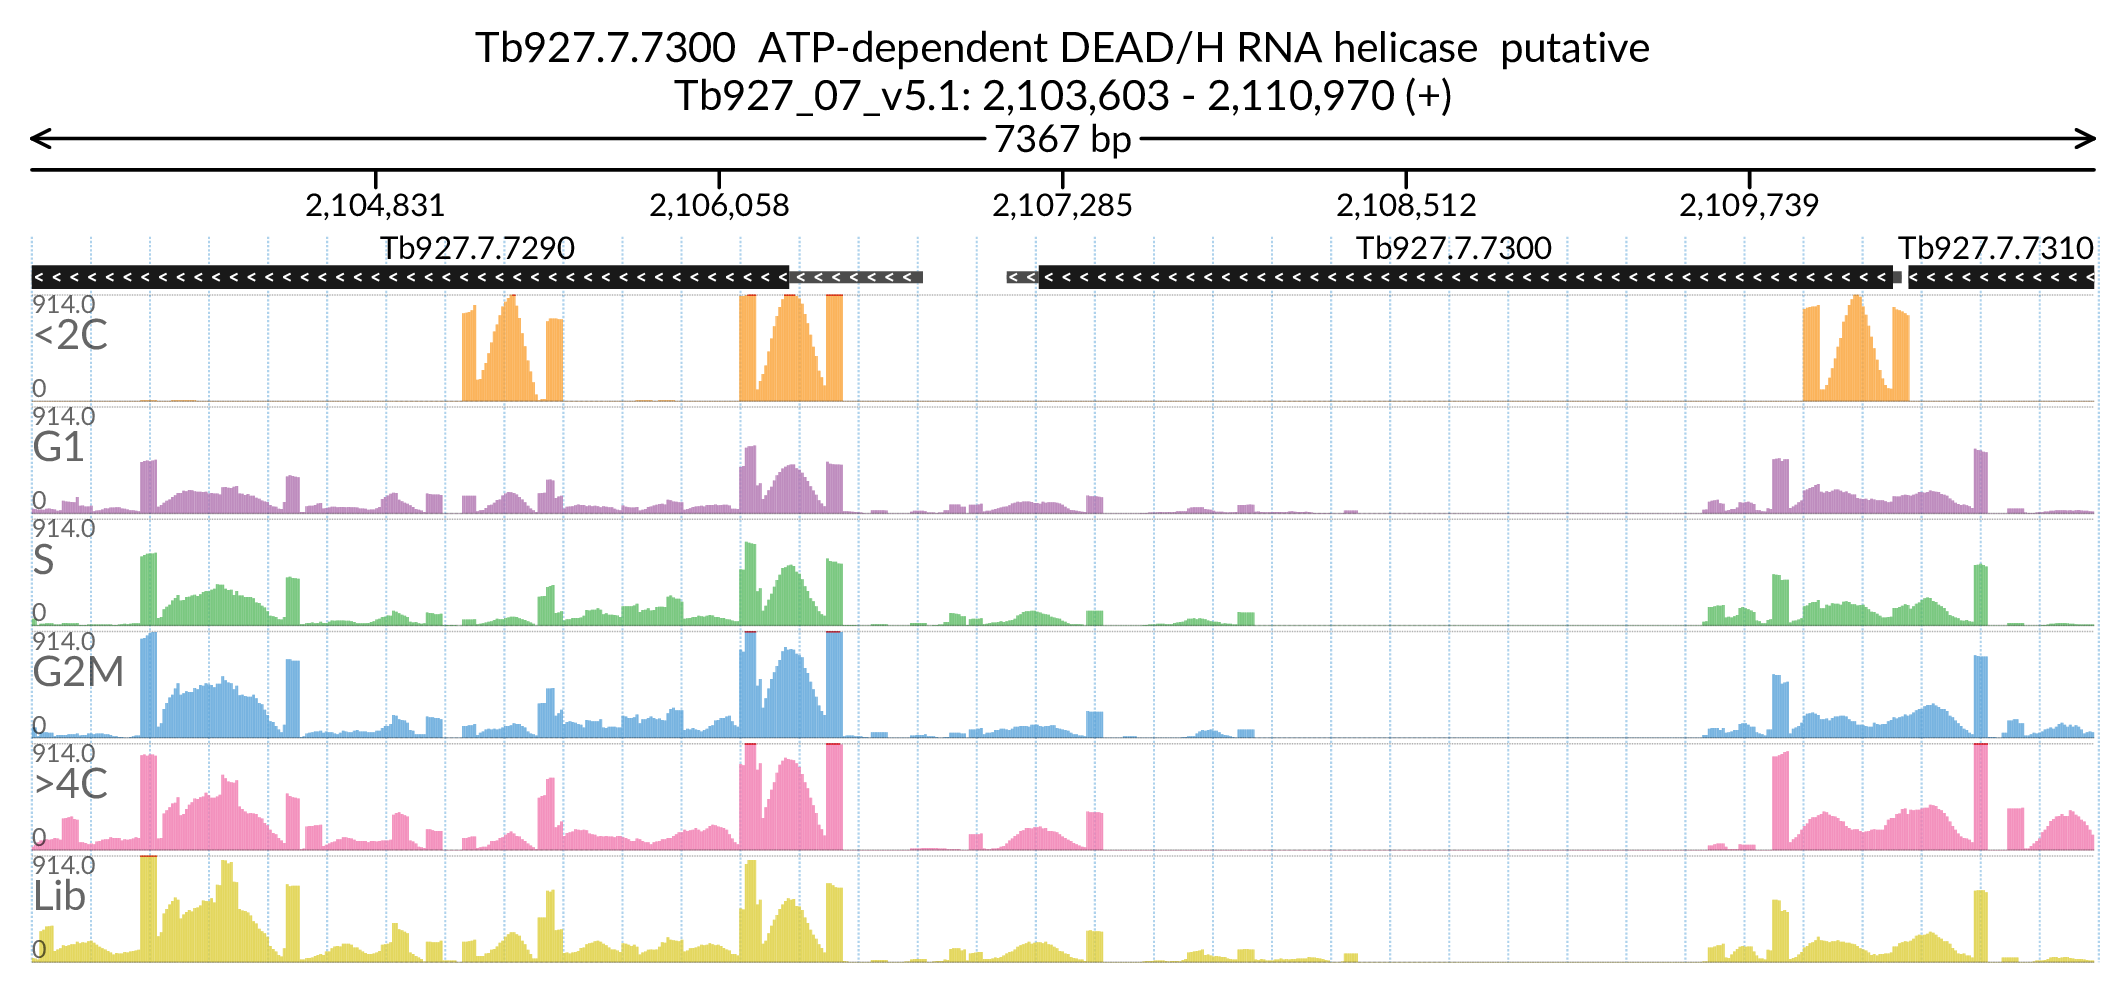 Tb927.7.7300 ATP-dependent DEAD/H RNA helicase putative
Tb927_07_v5.1: 2,103,603 - 2,110,970 (+)
7367 bp
2,104,831 2,106,058 2,107,285 2,108,512 2,109,739
Tb927.7.7290 Tb927.7.7300 Tb927.7.7310
914.0
<2C
0
914.0
G1
0
914.0
S
0
914.0
G2M
0
914.0
>4C
0
914.0
Lib
0